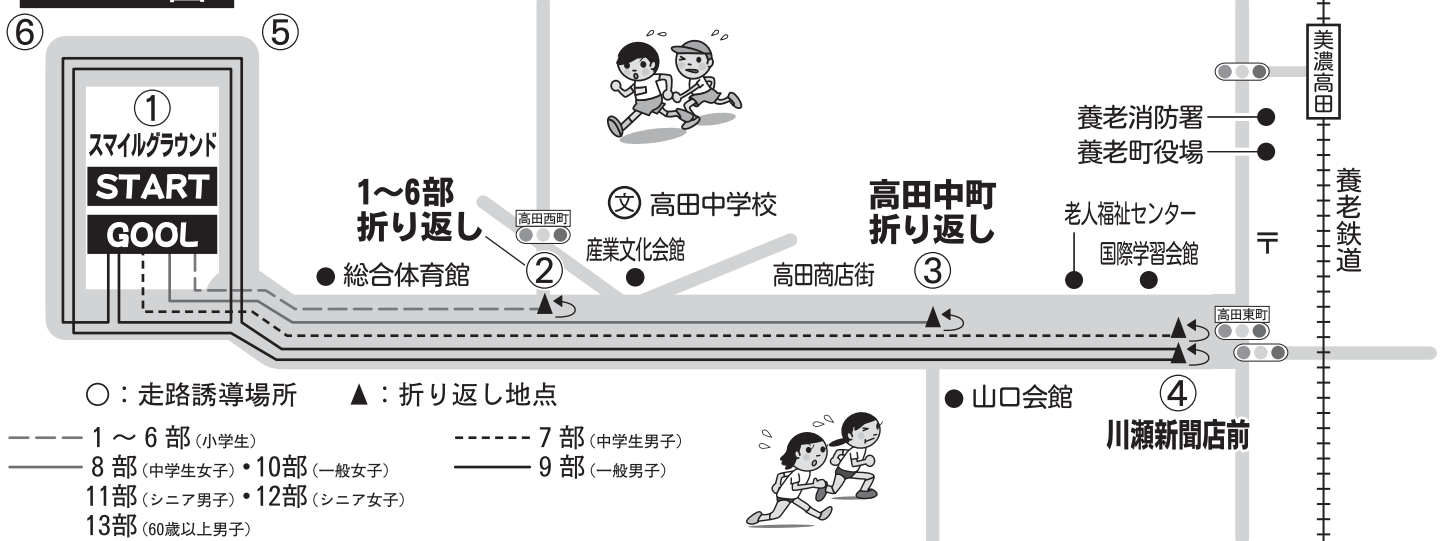 ⑥
⑤
①
スマイルグラウンド
START
GOOL
1〜6部
折り返し
高田西町
②
総合体育館
文 高田中学校
産業文化会館
高田商店街
高田中町
折り返し
③
美濃高田
養老消防署
養老町役場
養老鉄道
老人福祉センター
国際学習会館
〒
高田東町
④
川瀬新聞店前
山口会館
○：走路誘導場所 ▲：折り返し地点
1 〜 6 部（小学生）
8 部（中学生女子）・10部（一般女子）
11部（シニア男子）・12部（シニア女子）
13部（60歳以上男子）
7 部（中学生男子）
9 部（一般男子）